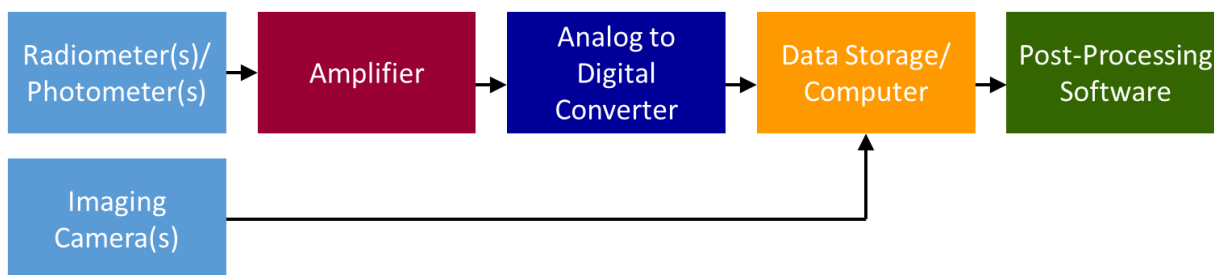 Radiometer(s)/
Photometer(s)
Amplifier
Analog to
Digital
Converter
Data Storage/
Computer
Post-Processing
Software
Imaging
Camera(s)